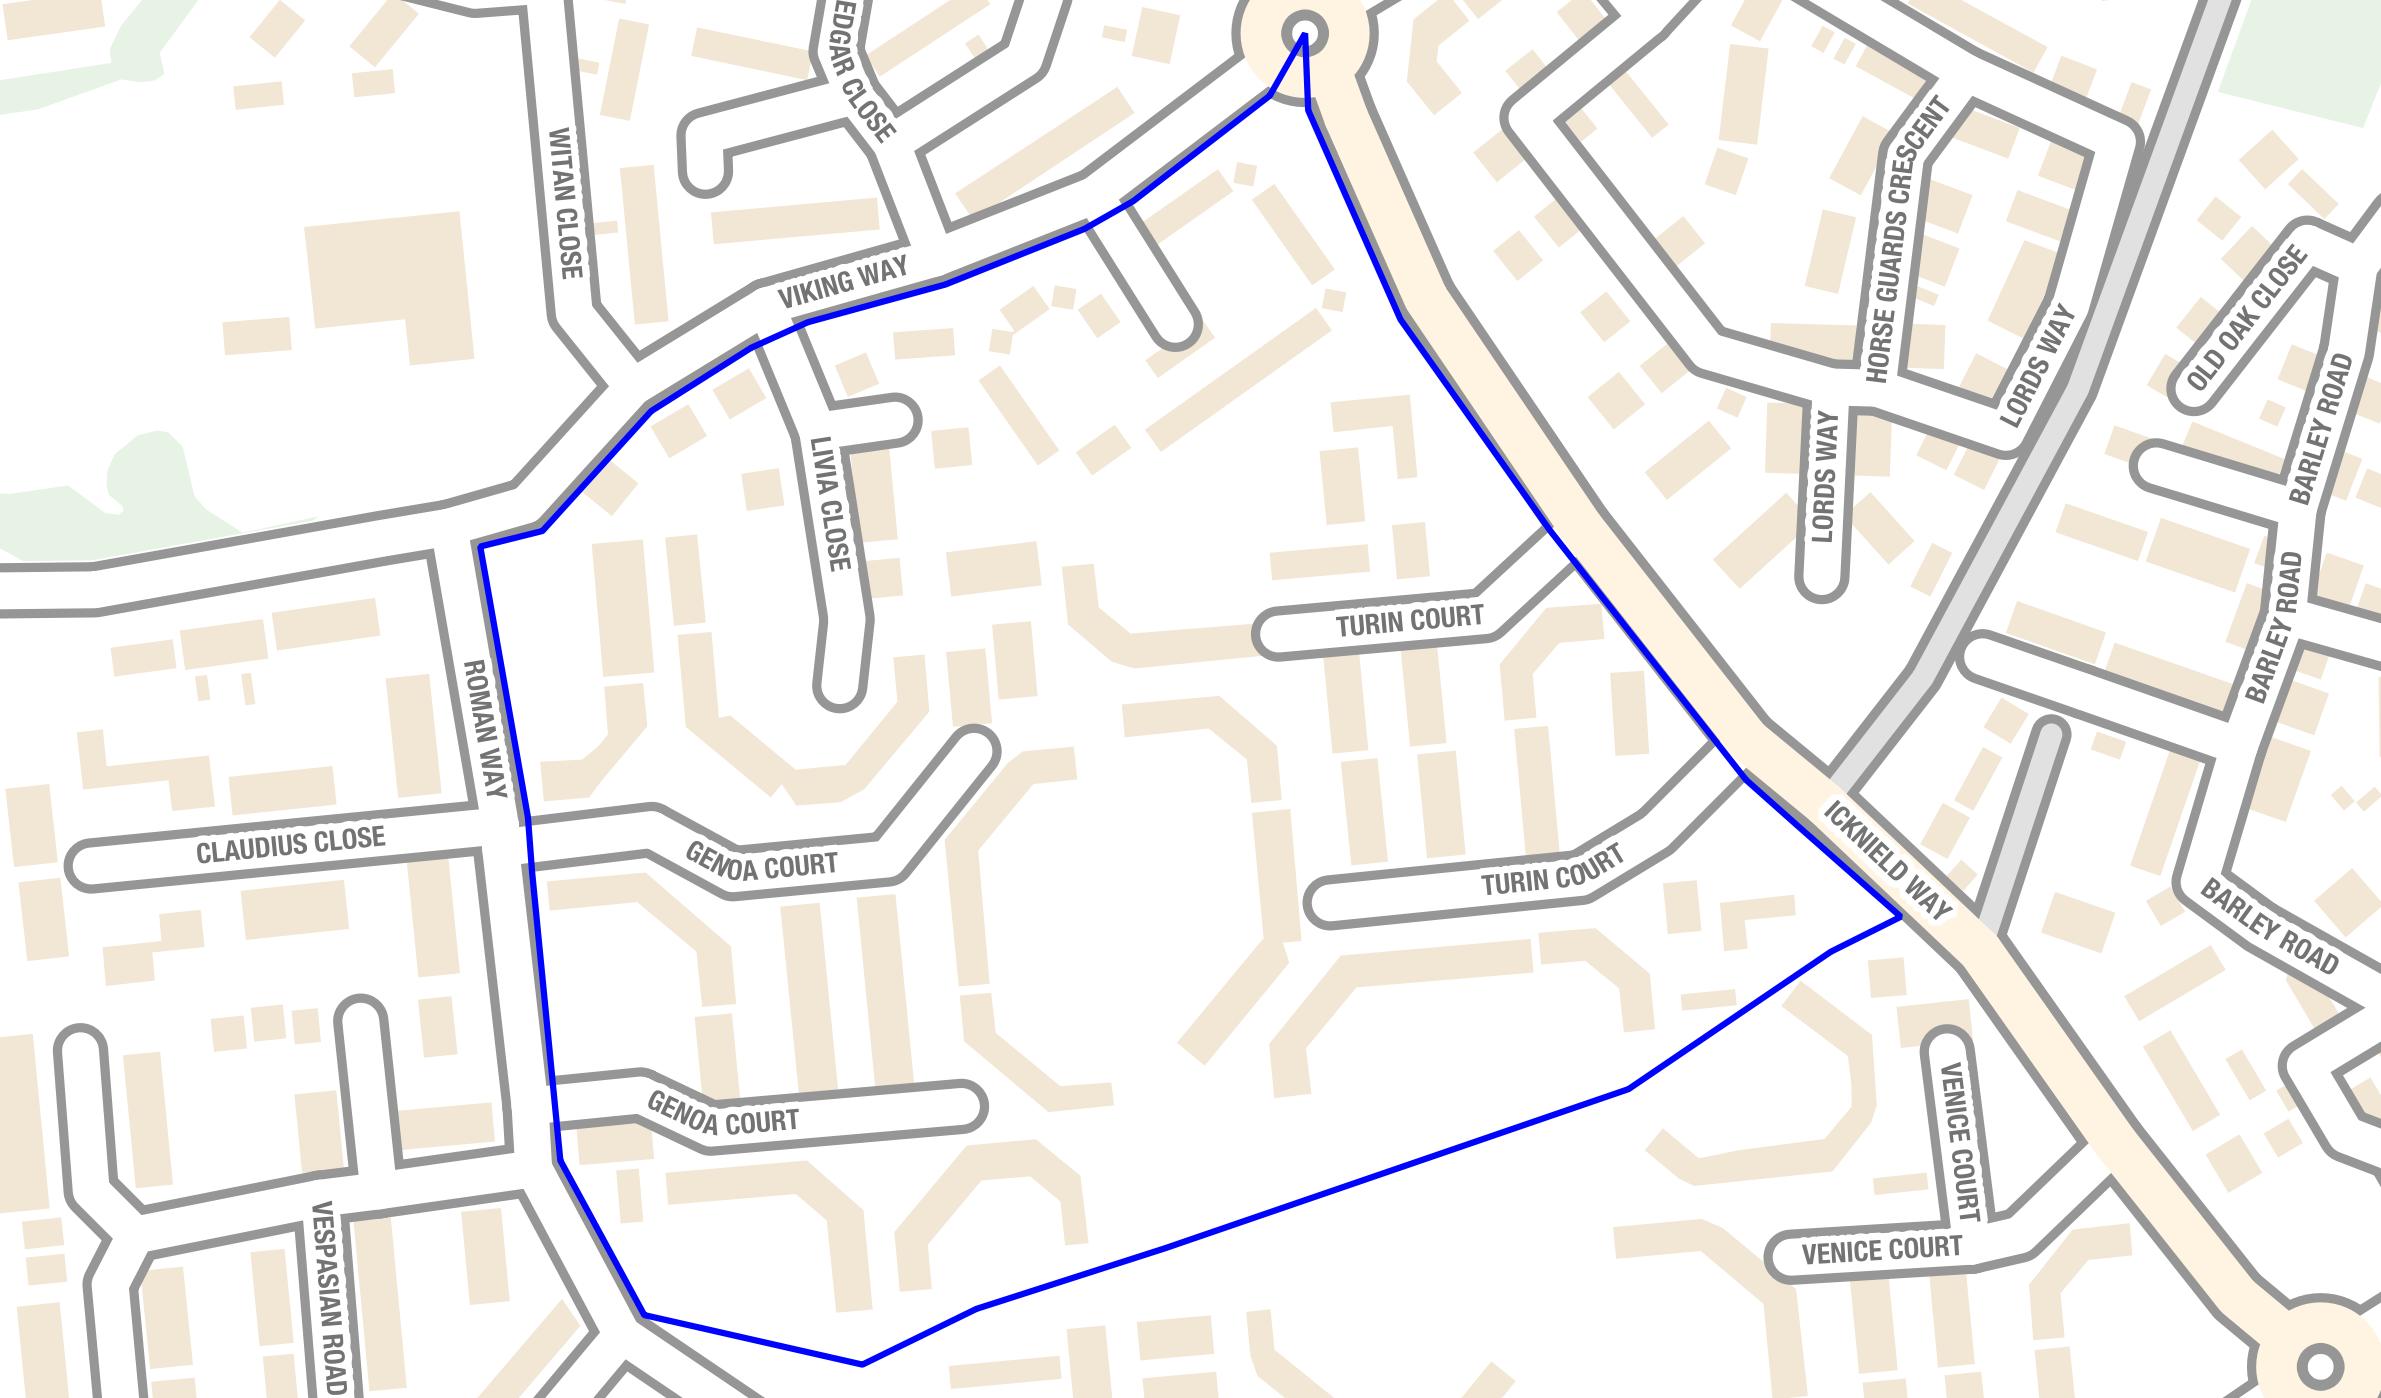 EDGAR CLOSE
WITAN CLOSE
VIKING WAY
HORSE GUARDS CRESCENT
OLD OAK CLOSE
LORDS WAY
LORDS WAY
BARLEY ROAD
LIVIA CLOSE
TURIN COURT
BARLEY ROAD
ROMAN WAY
CLAUDIUS CLOSE
GENOA COURT
TURIN COURT
ICKNIELD WAY
BARLEY ROAD
GENOA COURT
VENICE COURT
VENICE COURT
VESPASIAN ROAD